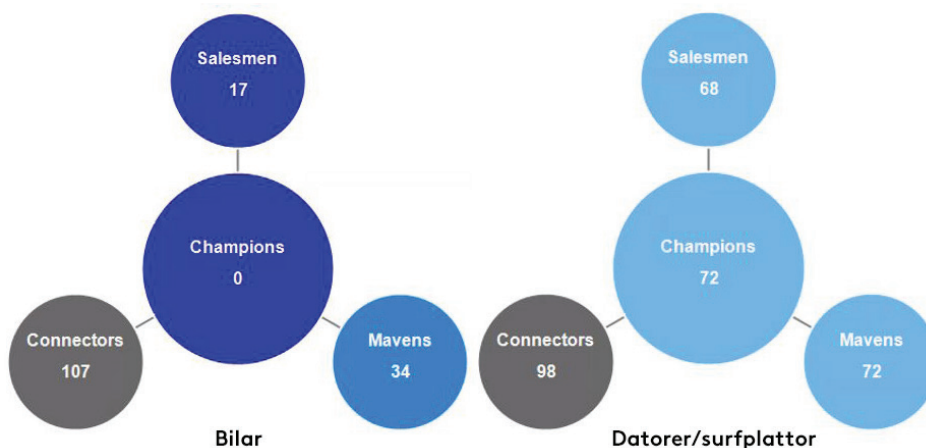 Salesmen
17
Champions
0
Connectors
107
Mavens
34
Bilar
Salesmen
68
Champions
72
Connectors
98
Mavens
72
Datorer/surfplattor